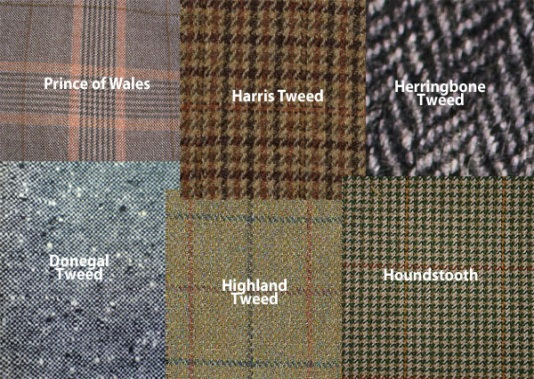 Prince of Wales
Harris Tweed
Herringbone
Tweed
Donegal
Tweed
Highland
Tweed
Houndstooth